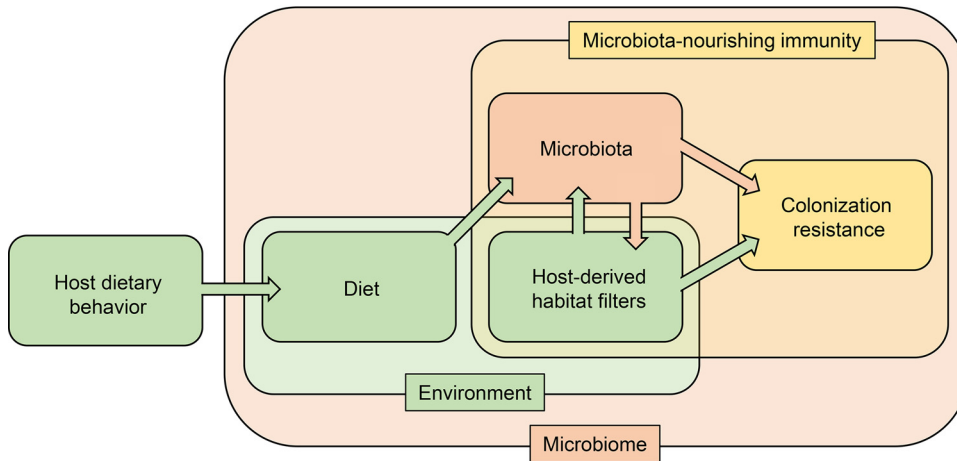 Microbiota-nourishing immunity
Microbiota
Colonization
resistance
Host dietary
behavior
Diet
Host-derived
habitat filters
Environment
Microbiome